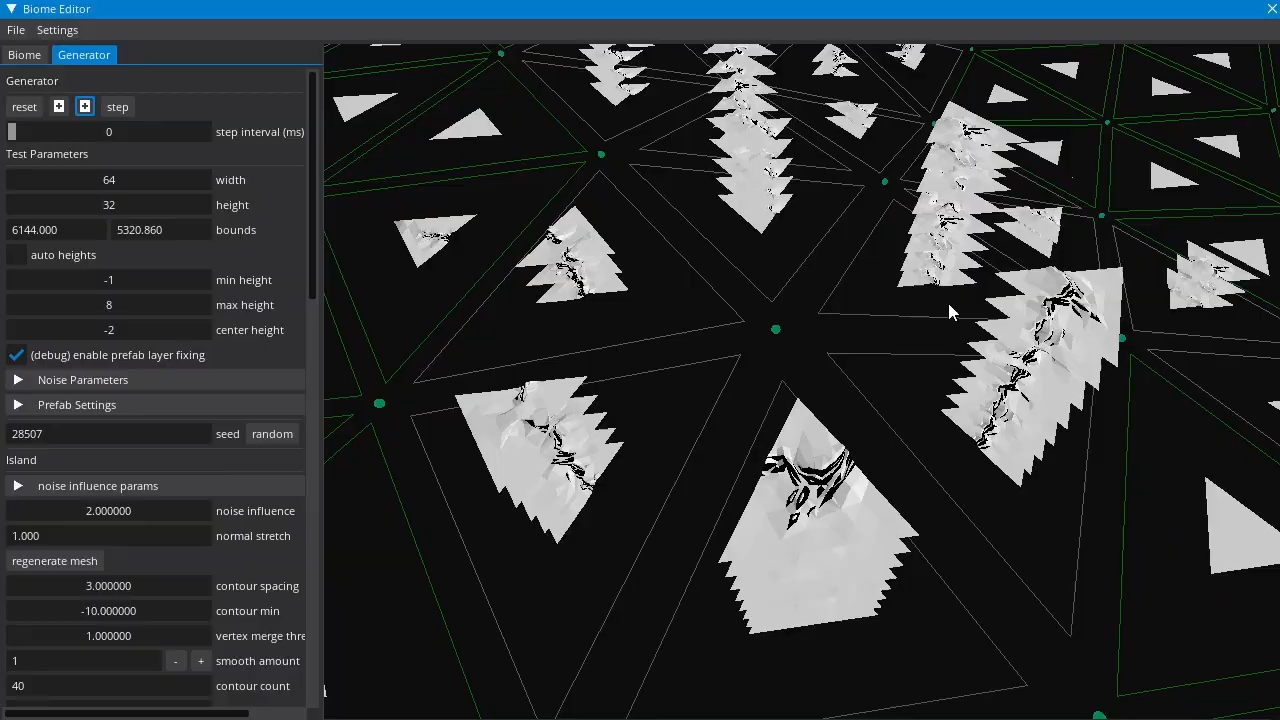 Biome Editor
File Settings
Biome Generator
Generator
reset step
0 step interval (ms)
Test Parameters
64 width
32 height
6144.000 5320.860 bounds
auto heights
-1 min height
8 max height
-2 center height
(debug) enable prefab layer fixing
Noise Parameters
Prefab Settings
28507 seed random
Island
noise influence params
2.000000 noise influence
1.000 normal stretch
regenerate mesh
3.000000 contour spacing
-10.000000 contour min
1.000000 vertex merge thre
1 - + smooth amount
40 contour count